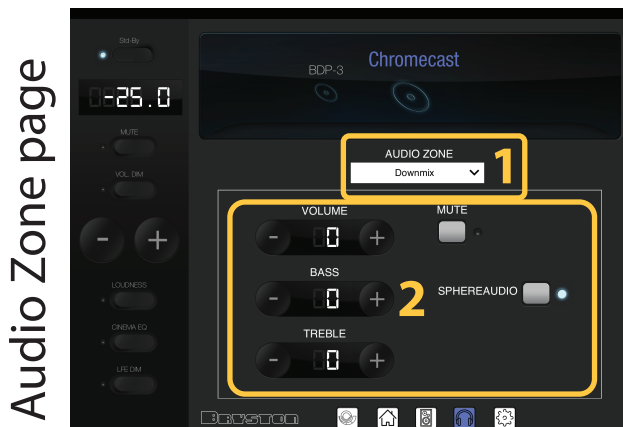 Audio Zone page
Std-By
-25.0
MUTE
VOL. DIM
- +
LOUDNESS
CINEMA EQ
LFE DIM
BDP-3
Chromecast
AUDIO ZONE
Downmix
1
VOLUME
- 0 +
MUTE
BASS
- 0 +
2
SPHEREAUDIO
TREBLE
- 0 +
BRYSTON